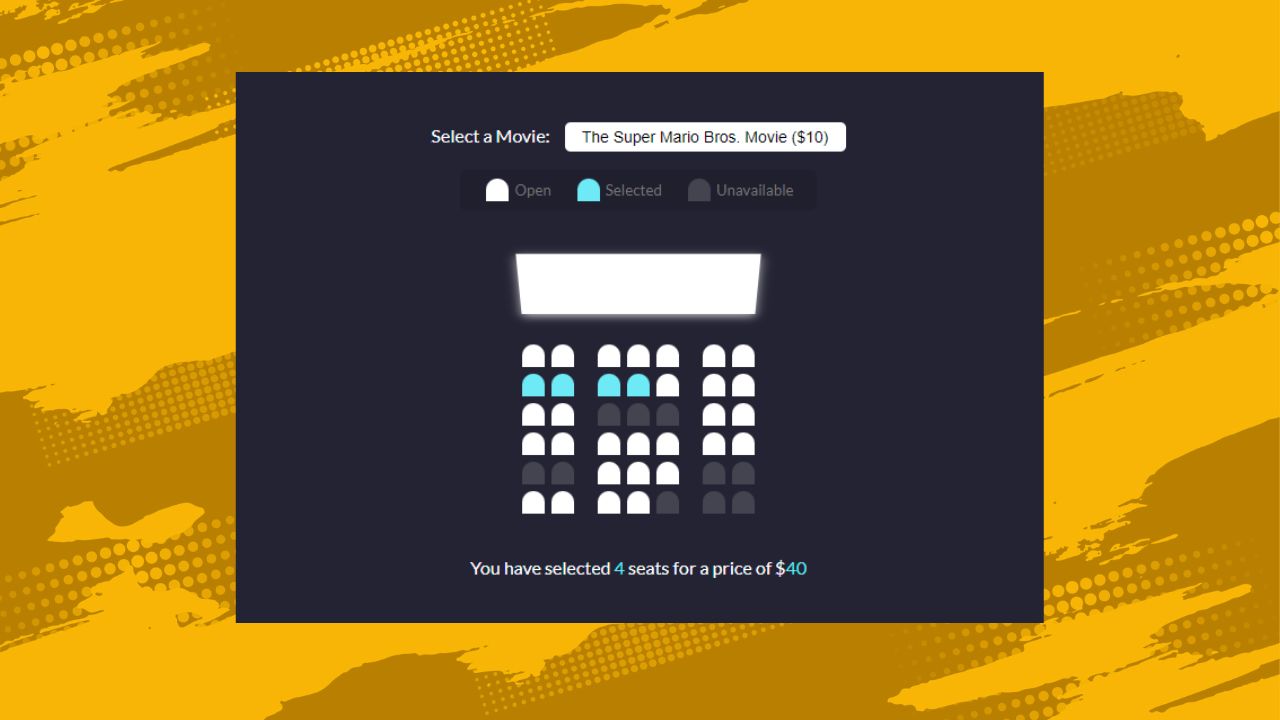 Select a Movie: The Super Mario Bros. Movie ($10)
Open Selected Unavailable
You have selected 4 seats for a price of $40